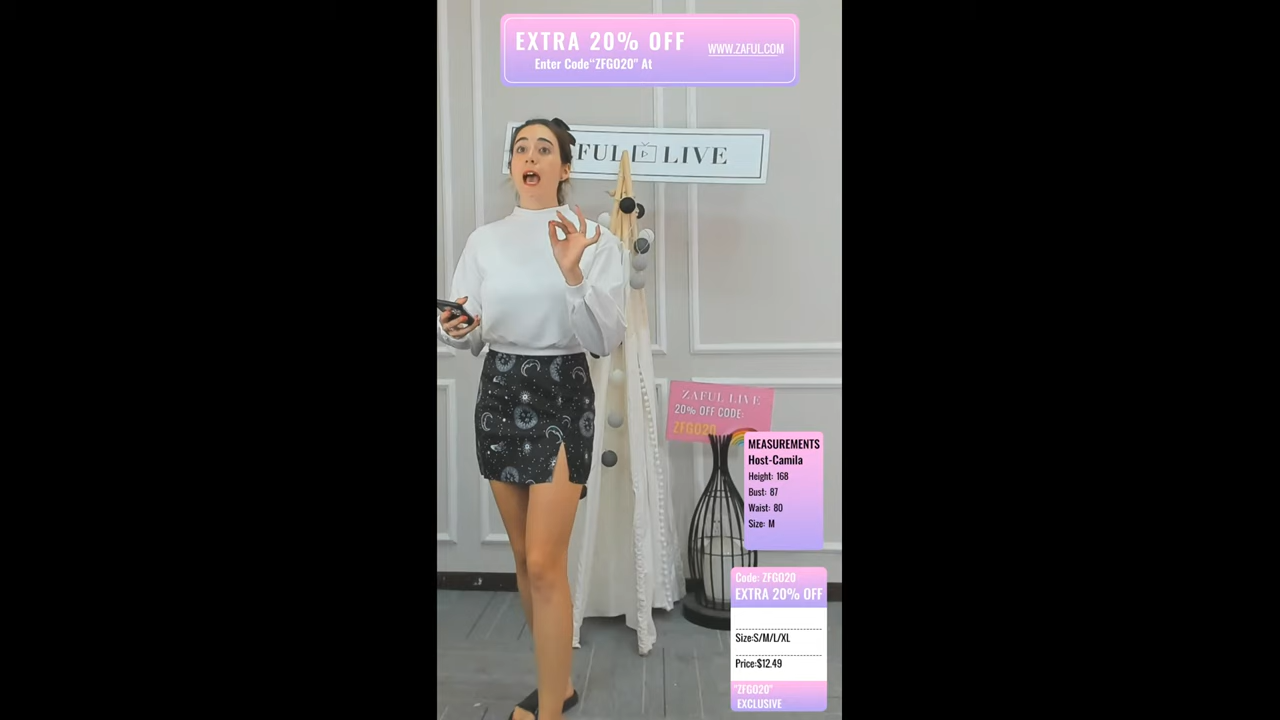 EXTRA 20% OFF
Enter Code“ZFGO20" At
WWW.ZAFUL.COM
FUL LIVE
ZAFUL LIVE
20% OFF CODE:
ZFGO20
MEASUREMENTS
Host-Camila
Height: 168
Bust: 87
Waist: 80
Size: M
Code: ZFGO20
EXTRA 20% OFF
Size:S/M/L/XL
Price:$12.49
"ZFGO20"
EXCLUSIVE